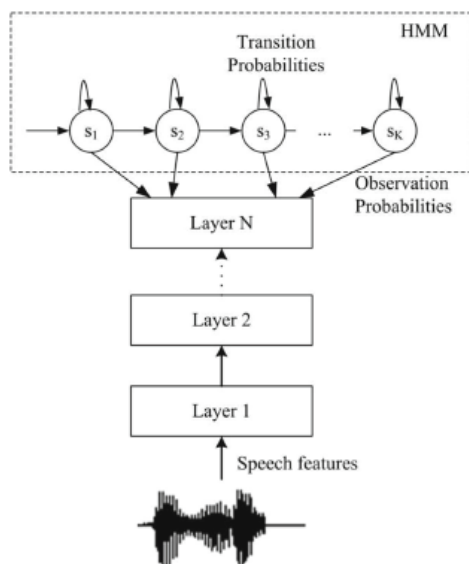 HMM
Transition
Probabilities
s1 s2 s3 ... sK
Observation
Probabilities
Layer N
Layer 2
Layer 1
Speech features